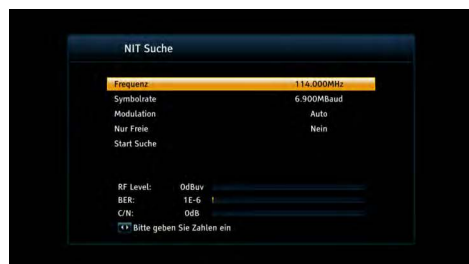 NIT Suche
Frequenz 114.000MHz
Symbolrate 6.900MBaud
Modulation Auto
Nur Freie Nein
Start Suche
RF Level: 0dBuv
BER: 1E-6
C/N: 0dB
Bitte geben Sie Zahlen ein